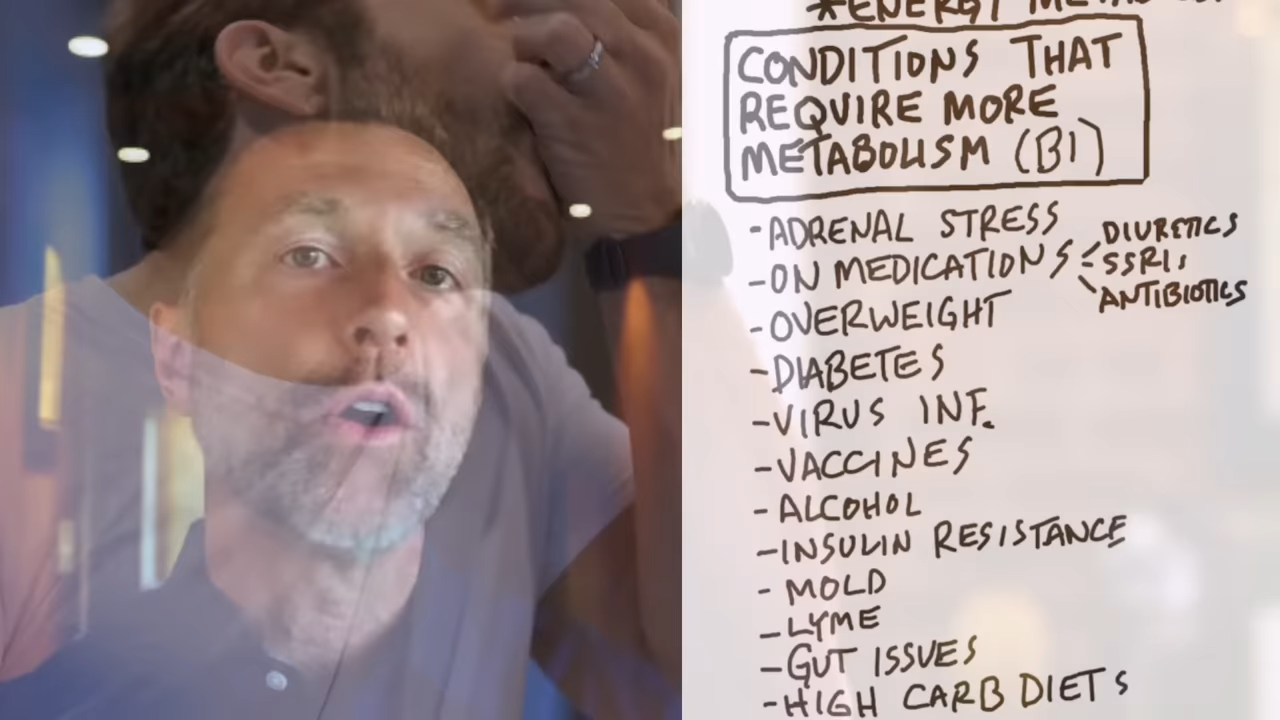 *ENERGY
CONDITIONS THAT
REQUIRE MORE
METABOLISM (B1)
-ADRENAL STRESS
-ON MEDICATIONS
DIURETICS
SSRIs
ANTIBIOTICS
-OVERWEIGHT
-DIABETES
-VIRUS INF.
-VACCINES
-ALCOHOL
-INSULIN RESISTANCE
-MOLD
-LYME
-GUT ISSUES
-HIGH CARB DIETS